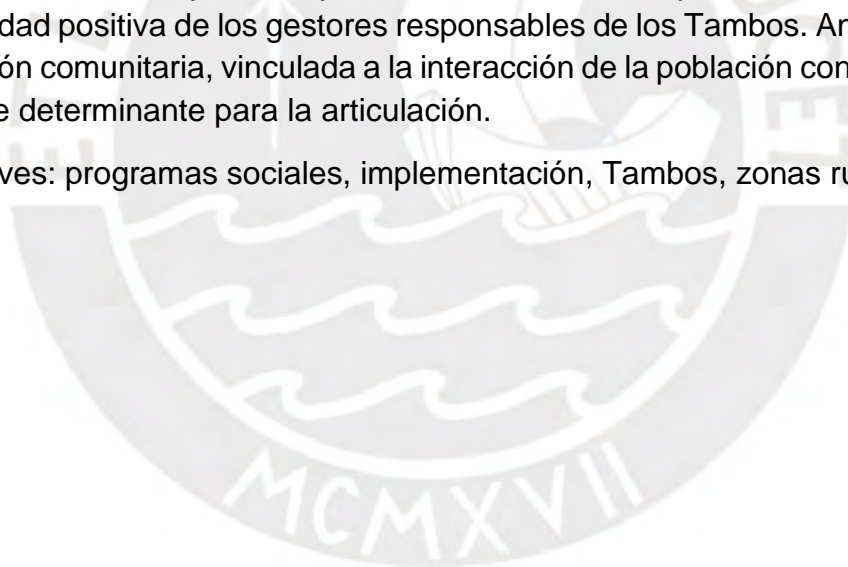 dad positiva de los gestores responsables de los Tambos. Ar
ón comunitaria, vinculada a la interacción de la población con
e determinante para la articulación.
ves: programas sociales, implementación, Tambos, zonas ru
MCMXVII